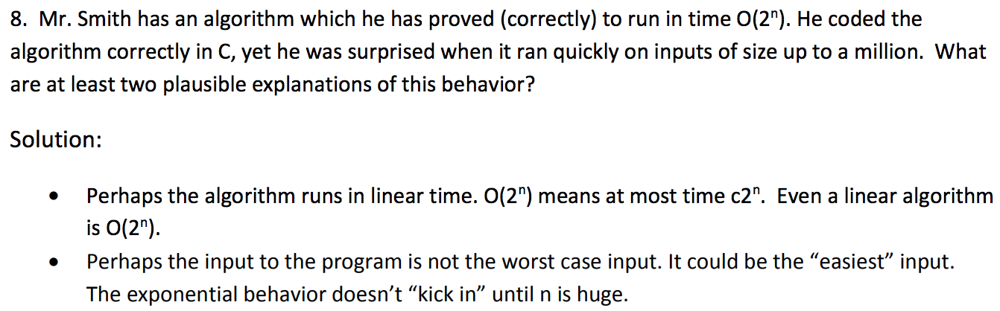 8. Mr. Smith has an algorithm which he has proved (correctly) to run in time O(2ⁿ). He coded the
algorithm correctly in C, yet he was surprised when it ran quickly on inputs of size up to a million. What
are at least two plausible explanations of this behavior?
Solution:
• Perhaps the algorithm runs in linear time. O(2ⁿ) means at most time c2ⁿ. Even a linear algorithm
is O(2ⁿ).
• Perhaps the input to the program is not the worst case input. It could be the “easiest” input.
The exponential behavior doesn’t “kick in” until n is huge.